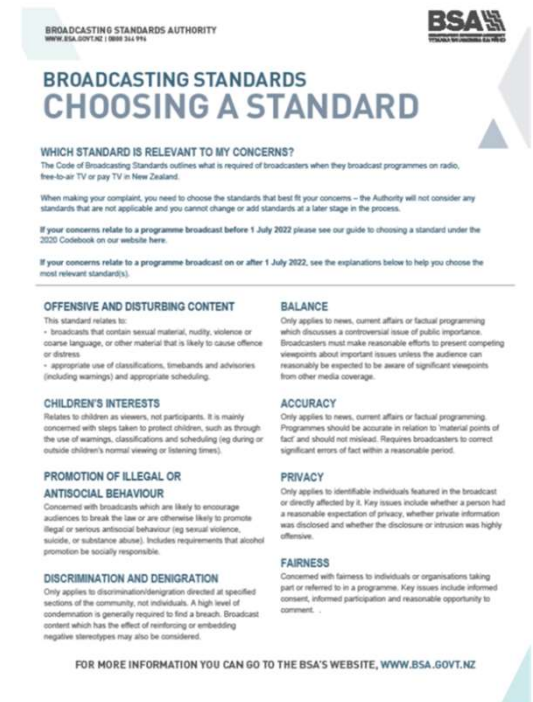 BROADCASTING STANDARDS AUTHORITY
WWW.BSA.GOVT.NZ | 0800 366 996
BSA
BROADCASTING STANDARDS
CHOOSING A STANDARD
WHICH STANDARD IS RELEVANT TO MY CONCERNS?
The Code of Broadcasting Standards outlines what is required of broadcasters when they broadcast programmes on radio,
free-to-air TV or pay TV in New Zealand.
When making your complaint, you need to choose the standards that best fit your concerns – the Authority will not consider any
standards that are not applicable and you cannot change or add standards at a later stage in the process.
If your concerns relate to a programme broadcast before 1 July 2022 please see our guide to choosing a standard under the
2020 Codebook on our website here.
If your concerns relate to a programme broadcast on or after 1 July 2022, see the explanations below to help you choose the
most relevant standard(s).
OFFENSIVE AND DISTURBING CONTENT
This standard relates to:
- broadcasts that contain sexual material, nudity, violence or
coarse language, or other material that is likely to cause offence
or distress
- appropriate use of classifications, timebands and advisories
(including warnings) and appropriate scheduling.
CHILDREN'S INTERESTS
Relates to children as viewers, not participants. It is mainly
concerned with steps taken to protect children, such as through
the use of warnings, classifications and scheduling (eg during or
outside children's normal viewing or listening times).
PROMOTION OF ILLEGAL OR
ANTISOCIAL BEHAVIOUR
Concerned with broadcasts which are likely to encourage
audiences to break the law or are otherwise likely to promote
illegal or serious antisocial behaviour (eg sexual violence,
suicide, or substance abuse). Includes requirements that alcohol
promotion be socially responsible.
DISCRIMINATION AND DENIGRATION
Only applies to discrimination/denigration directed at specified
sections of the community, not individuals. A high level of
condemnation is generally required to find a breach. Broadcast
content which has the effect of reinforcing or embedding
negative stereotypes may also be considered.
BALANCE
Only applies to news, current affairs or factual programming
which discusses a controversial issue of public importance.
Broadcasters must make reasonable efforts to present competing
viewpoints about important issues unless the audience can
reasonably be expected to be aware of significant viewpoints
from other media coverage.
ACCURACY
Only applies to news, current affairs or factual programming.
Programmes should be accurate in relation to 'material points of
fact' and should not mislead. Requires broadcasters to correct
significant errors of fact within a reasonable period.
PRIVACY
Only applies to identifiable individuals featured in the broadcast
or directly affected by it. Key issues include whether a person had
a reasonable expectation of privacy, whether private information
was disclosed and whether the disclosure or intrusion was highly
offensive.
FAIRNESS
Concerned with fairness to individuals or organisations taking
part or referred to in a programme. Key issues include informed
consent, informed participation and reasonable opportunity to
comment. .
FOR MORE INFORMATION YOU CAN GO TO THE BSA'S WEBSITE, WWW.BSA.GOVT.NZ